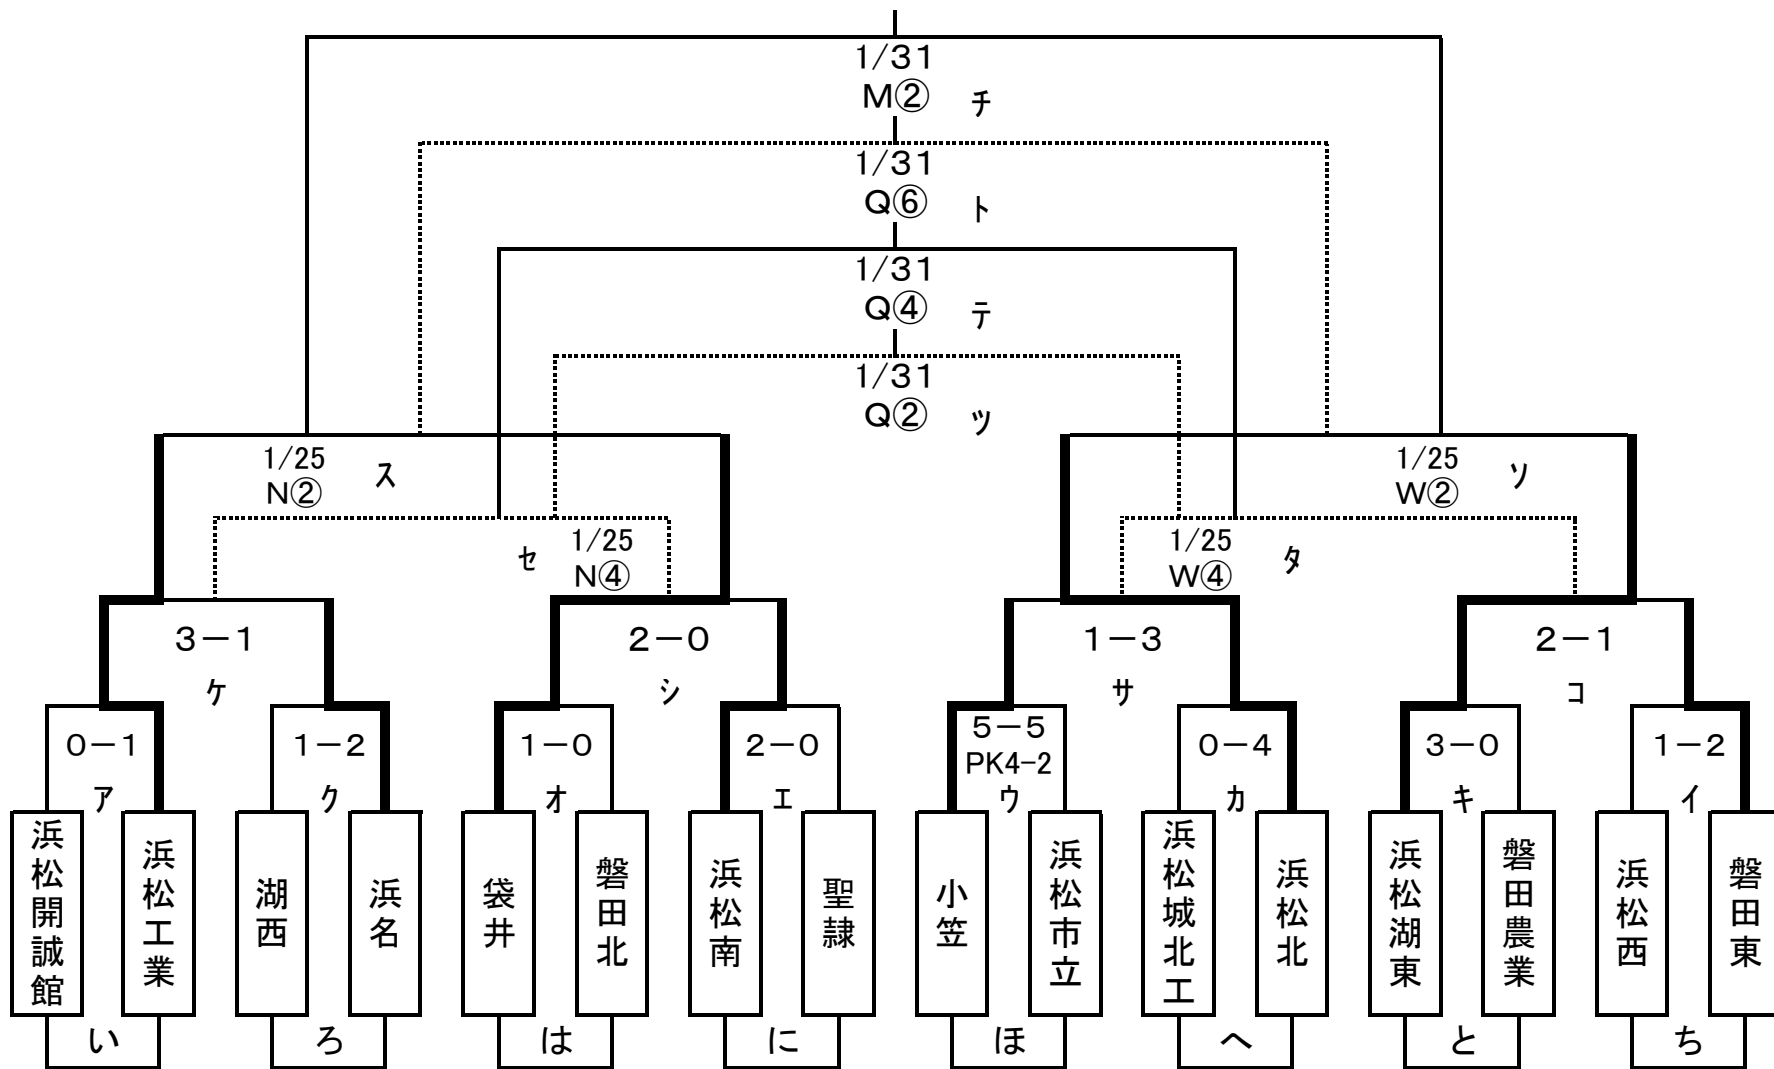 1/31
M② チ
1/31
Q⑥ ト
1/31
Q④ テ
1/31
Q② ツ
1/25
N② ス
1/25
W② ソ
セ 1/25
N④
1/25
W④ タ
3－1
ケ
2－0
シ
1－3
サ
2－1
コ
0－1
ア
1－2
ク
1－0
オ
2－0
エ
5－5
PK4-2
ウ
0－4
カ
3－0
キ
1－2
イ
浜松開誠館
浜松工業
湖西
浜名
袋井
磐田北
浜松南
聖隷
小笠
浜松市立
浜松城北工
浜松北
浜松湖東
磐田農業
浜松西
磐田東
い
ろ
は
に
ほ
へ
と
ち